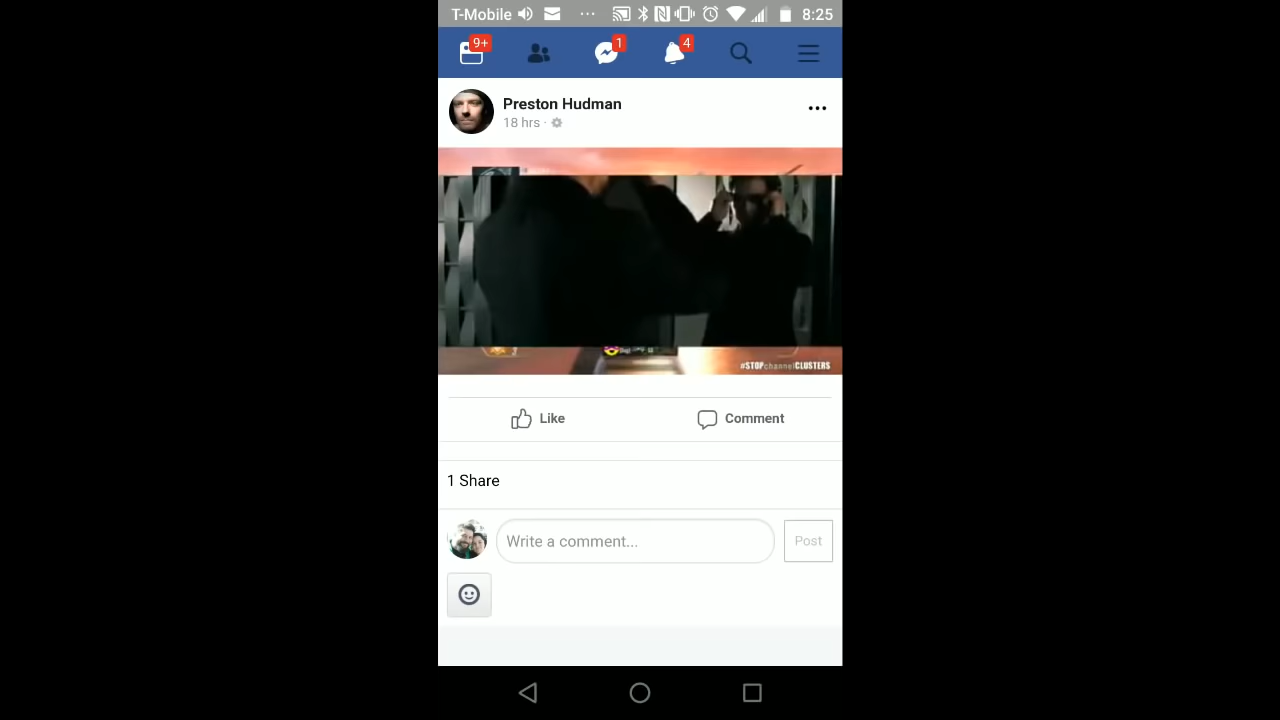 T-Mobile 8:25
9+ 1 4
Preston Hudman
18 hrs ·
#STOPchannelCLUSTERS
Like Comment
1 Share
Write a comment... Post